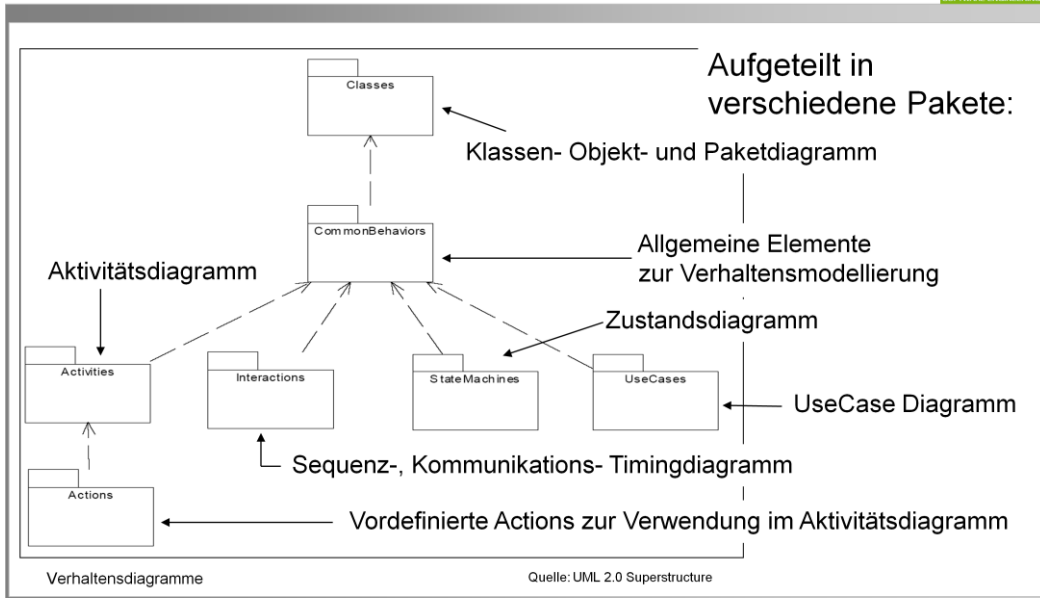 Aufgeteilt in
verschiedene Pakete:
Classes
Klassen- Objekt- und Paketdiagramm
CommonBehaviors
Allgemeine Elemente
zur Verhaltensmodellierung
Aktivitätsdiagramm
Zustandsdiagramm
Activities
Interactions
StateMachines
UseCases
UseCase Diagramm
Sequenz-, Kommunikations- Timingdiagramm
Actions
Vordefinierte Actions zur Verwendung im Aktivitätsdiagramm
Verhaltensdiagramme
Quelle: UML 2.0 Superstructure